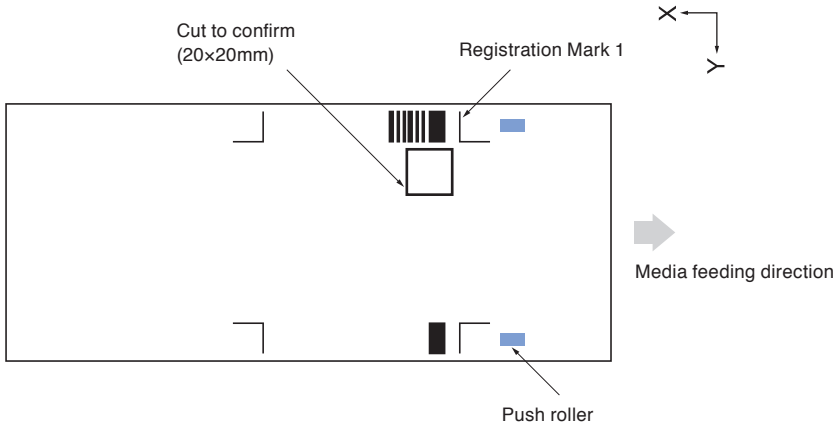 Cut to confirm
(20×20mm)
Registration Mark 1
X
Y
Media feeding direction
Push roller